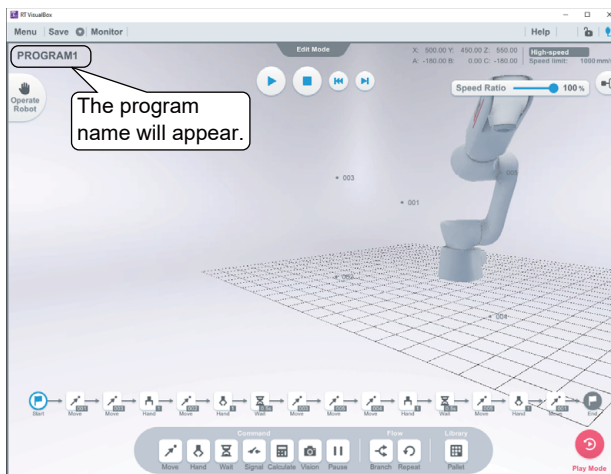 RT VisualBox
Menu Save Monitor Help
PROGRAM1
Edit Mode
X: 500.00 Y: 450.00 Z: 550.00 High-speed
A: -180.00 B: 0.00 C: -180.00 Speed limit: 1000 mm/
Operate
Robot
Speed Ratio 100 %
The program
name will appear.
003
001
004
Start Move Move Hand Move Hand Wait Move Move Move Hand Wait Move Hand Move End
Command Flow Library
Move Hand Wait Signal Calculate Vision Pause Branch Repeat Pallet
Play Mode